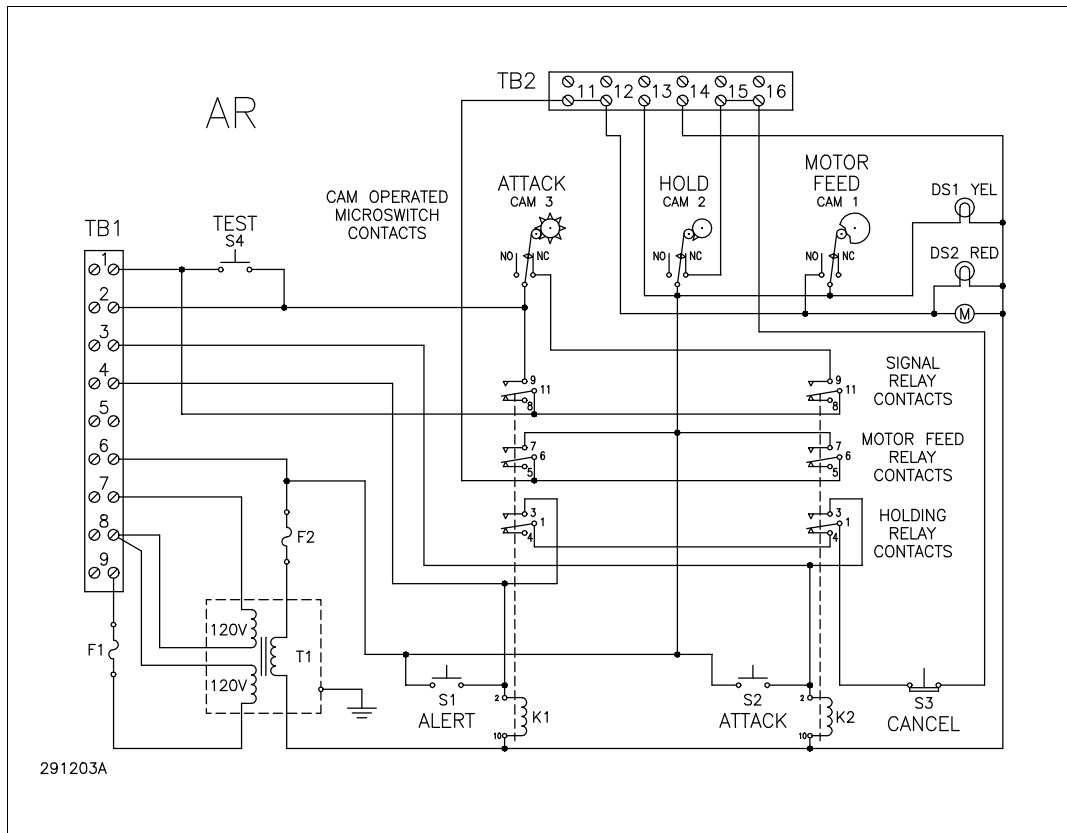 TB2
11 12 13 14 15 16
AR
CAM OPERATED
MICROSWITCH
CONTACTS
ATTACK
CAM 3
NO NC
HOLD
CAM 2
NO NC
MOTOR
FEED
CAM 1
NO NC
DS1 YEL
DS2 RED
M
TB1
1
2
3
4
5
6
7
8
9
TEST
S4
9
11
8
9
11
8
SIGNAL
RELAY
CONTACTS
7
6
5
7
6
5
MOTOR FEED
RELAY
CONTACTS
3
1
4
3
1
4
HOLDING
RELAY
CONTACTS
F2
F1
120V
120V
T1
S1
ALERT
2
10
K1
S2
ATTACK
2
10
K2
S3
CANCEL
291203A